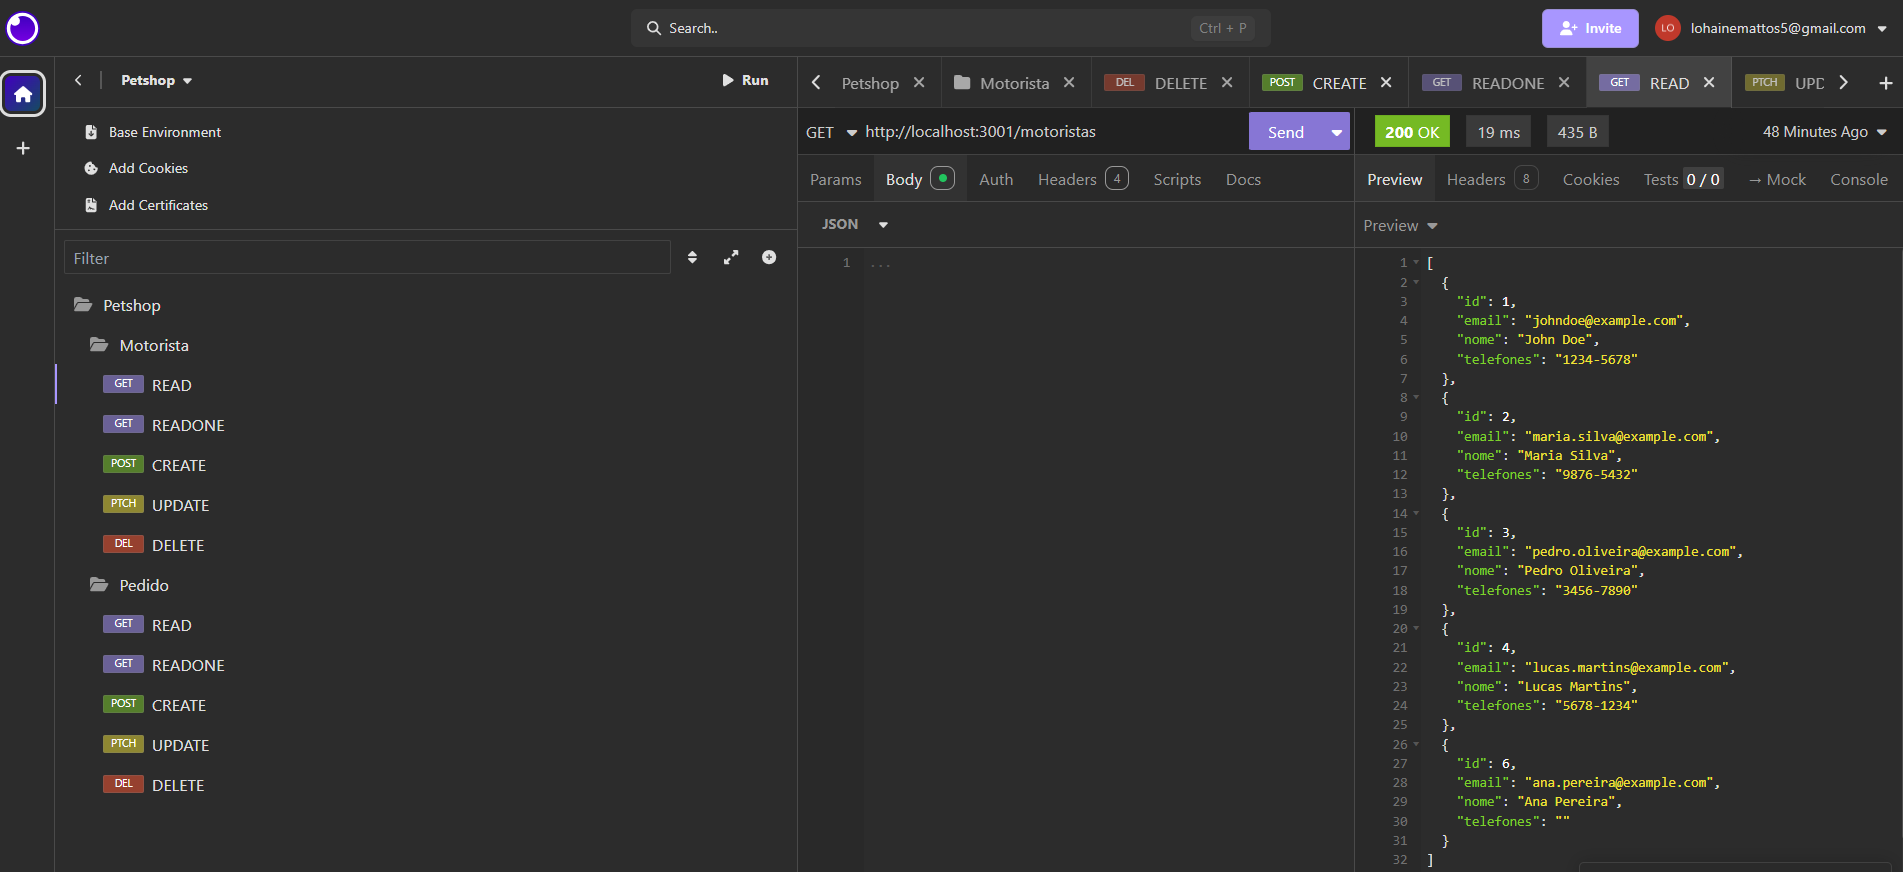 Search..
Ctrl + P
Invite
LO
lohainemattos5@gmail.com
Petshop
Run
Base Environment
Add Cookies
Add Certificates
Filter
Petshop
Motorista
GET READ
GET READONE
POST CREATE
PTCH UPDATE
DEL DELETE
Pedido
GET READ
GET READONE
POST CREATE
PTCH UPDATE
DEL DELETE
Petshop
Motorista
DEL DELETE
POST CREATE
GET READONE
GET READ
PTCH UPD
GET http://localhost:3001/motoristas
Send
Params Body Auth Headers 4 Scripts Docs
JSON
1 ...
200 OK 19 ms 435 B 48 Minutes Ago
Preview Headers 8 Cookies Tests 0 / 0 → Mock Console
Preview
1 [
2 {
3 "id": 1,
4 "email": "johndoe@example.com",
5 "nome": "John Doe",
6 "telefones": "1234-5678"
7 },
8 {
9 "id": 2,
10 "email": "maria.silva@example.com",
11 "nome": "Maria Silva",
12 "telefones": "9876-5432"
13 },
14 {
15 "id": 3,
16 "email": "pedro.oliveira@example.com",
17 "nome": "Pedro Oliveira",
18 "telefones": "3456-7890"
19 },
20 {
21 "id": 4,
22 "email": "lucas.martins@example.com",
23 "nome": "Lucas Martins",
24 "telefones": "5678-1234"
25 },
26 {
27 "id": 6,
28 "email": "ana.pereira@example.com",
29 "nome": "Ana Pereira",
30 "telefones": ""
31 }
32 ]